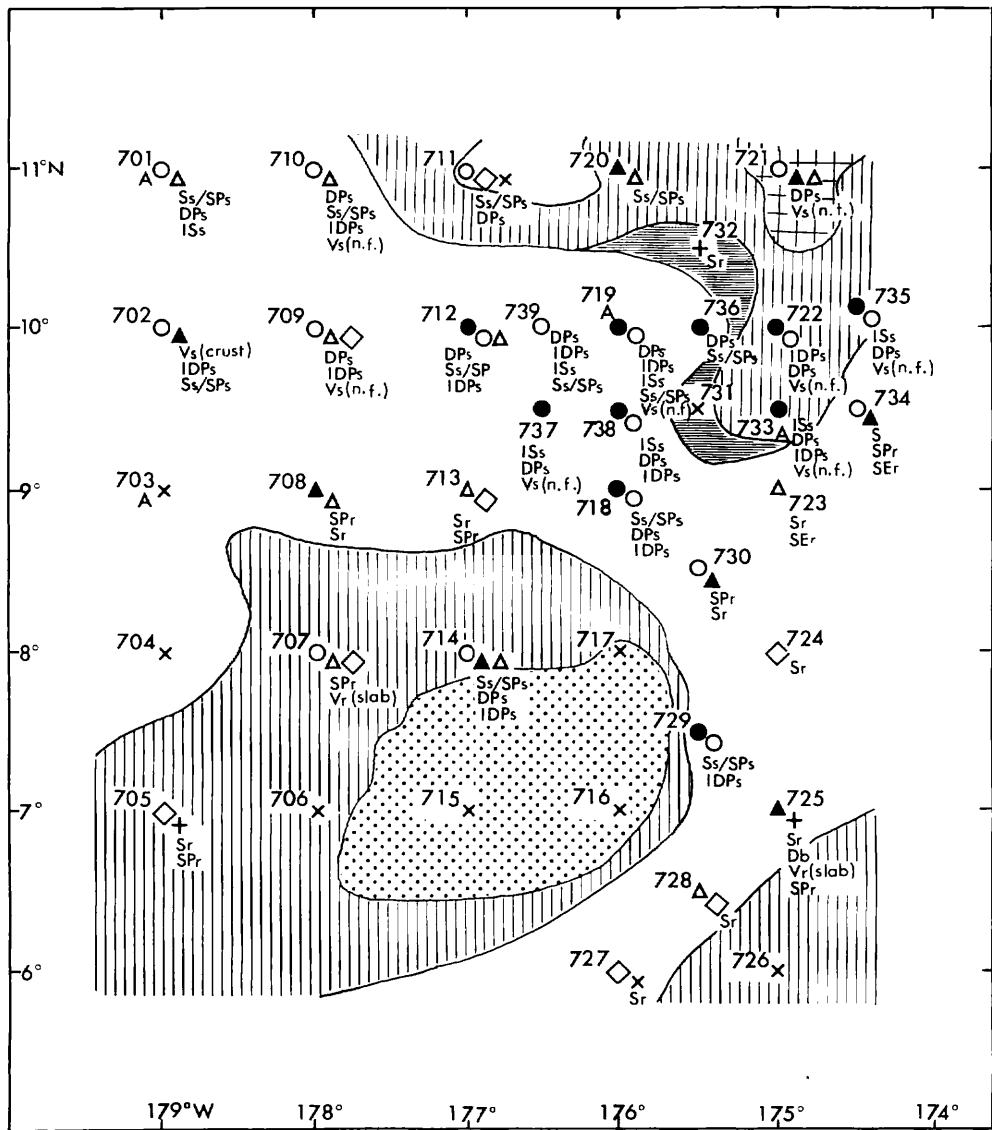 11°N
10°
9°
8°
7°
6°
179°W
178°
177°
176°
175°
174°
701
A
Ss/SPs
DPs
ISs
710
DPs
Ss/SPs
IDPs
Vs(n.f.)
711
Ss/SPs
DPs
720
Ss/SPs
721
DPs
Vs(n.f.)
732
Sr
702
Vs(crust)
IDPs
Ss/SPs
709
DPs
IDPs
Vs(n.f.)
712
DPs
Ss/SP
IDPs
739
DPs
IDPs
ISs
Ss/SPs
719
A
DPs
IDPs
ISs
Ss/SPs
Vs(n.f)
736
DPs
Ss/SPs
722
IDPs
DPs
Vs(n.f.)
735
ISs
DPs
Vs(n.f.)
737
ISs
DPs
Vs(n.f.)
738
ISs
DPs
IDPs
731
733
ISs
DPs
IDPs
Vs(n.f.)
734
S
SPr
SEr
703
A
708
SPr
Sr
713
Sr
SPr
718
Ss/SPs
DPs
IDPs
723
Sr
SEr
730
SPr
Sr
704
707
SPr
Vr(slab)
714
Ss/SPs
DPs
IDPs
717
724
Sr
729
Ss/SPs
IDPs
705
Sr
SPr
706
715
716
725
Sr
Db
Vr(slab)
SPr
728
Sr
727
Sr
726